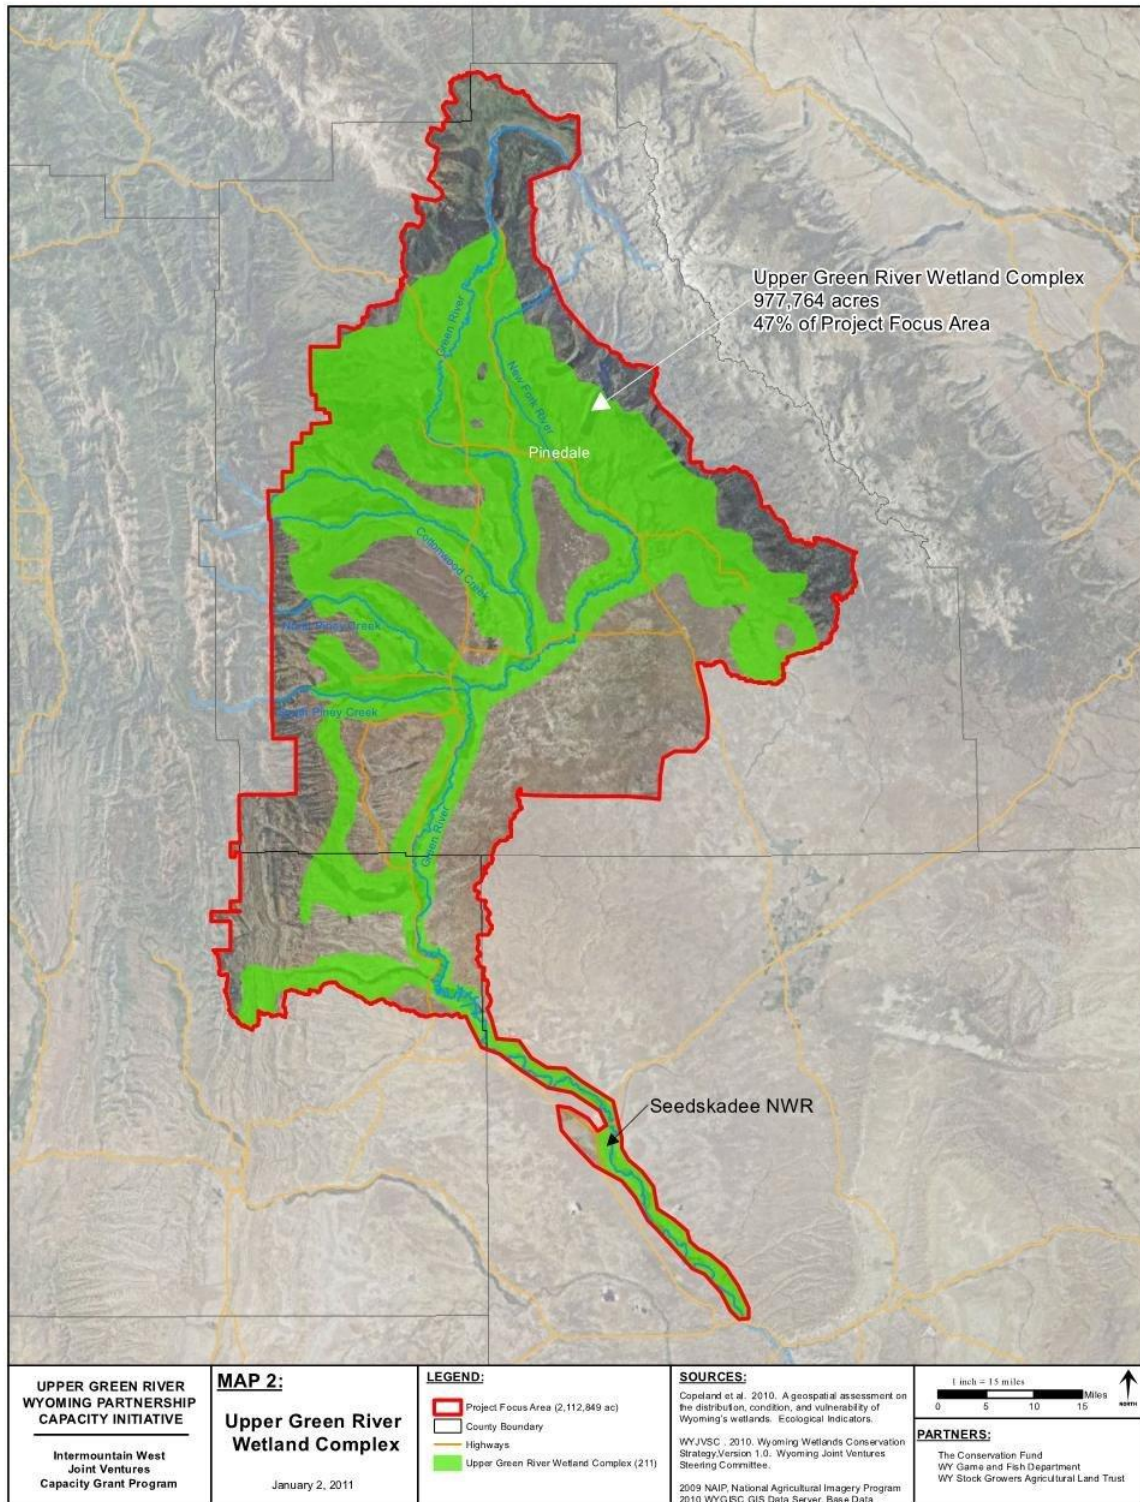 Upper Green River Wetland Complex
977,764 acres
47% of Project Focus Area
Green River
New Fork River
Pinedale
Cottonwood Creek
North Piney Creek
Piney Creek
Green River
Seedskadee NWR
UPPER GREEN RIVER
WYOMING PARTNERSHIP
CAPACITY INITIATIVE
Intermountain West
Joint Ventures
Capacity Grant Program
MAP 2:
Upper Green River
Wetland Complex
January 2, 2011
LEGEND:
Project Focus Area (2,112,849 ac)
County Boundary
Highways
Upper Green River Wetland Complex (211)
SOURCES:
Copeland et al. 2010. A geospatial assessment on
the distribution, condition, and vulnerability of
Wyoming's wetlands. Ecological Indicators.
WYJVSC . 2010. Wyoming Wetlands Conservation
Strategy,Version 1.0. Wyoming Joint Ventures
Steering Committee.
2009 NAIP, National Agricultural Imagery Program
2010 WYGISC GIS Data Server, Base Data
1 inch = 15 miles
Miles
0 5 10 15
NORTH
PARTNERS:
The Conservation Fund
WY Game and Fish Department
WY Stock Growers Agricultural Land Trust